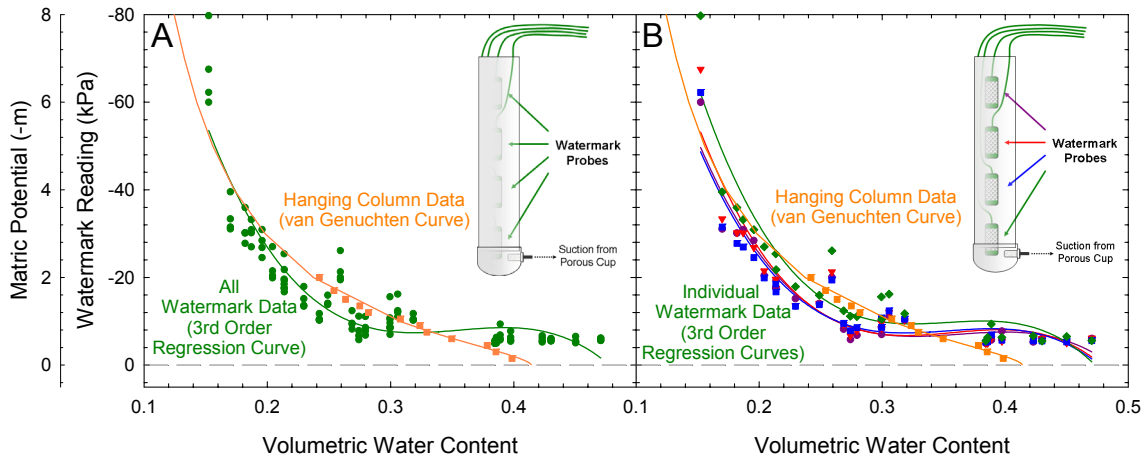 A
B
Matric Potential (-m)
Watermark Reading (kPa)
8
6
4
2
0
-80
-60
-40
-20
0
Watermark
Probes
Suction from
Porous Cup
Hanging Column Data
(van Genuchten Curve)
All
Watermark Data
(3rd Order
Regression Curve)
0.1
0.2
0.3
0.4
Volumetric Water Content
Watermark
Probes
Suction from
Porous Cup
Hanging Column Data
(van Genuchten Curve)
Individual
Watermark Data
(3rd Order
Regression Curves)
0.1
0.2
0.3
0.4
0.5
Volumetric Water Content